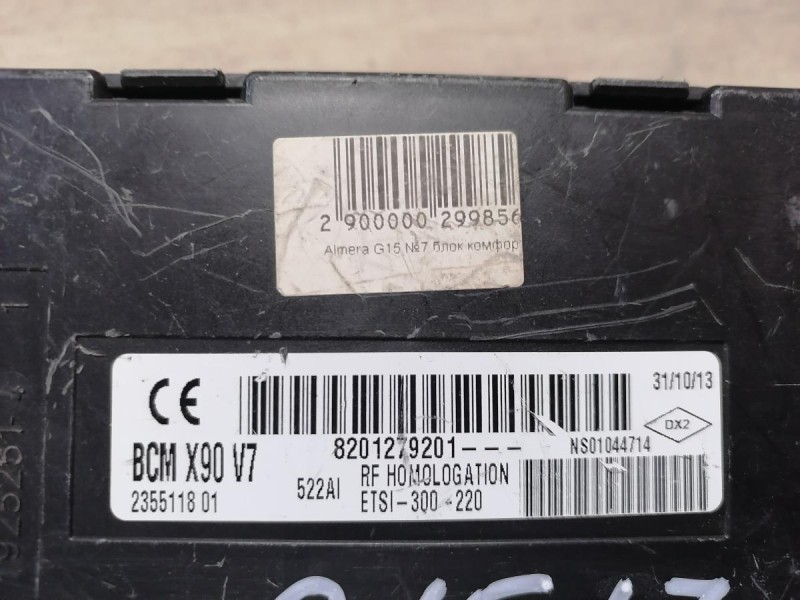 2 900000 299856
Almera G15 №7 блок комфор
CE
31/10/13
DX2
BCM X90 V7
8201279201---
NS01044714
2355118 01
522AI
RF HOMOLOGATION
ETSI-300-220